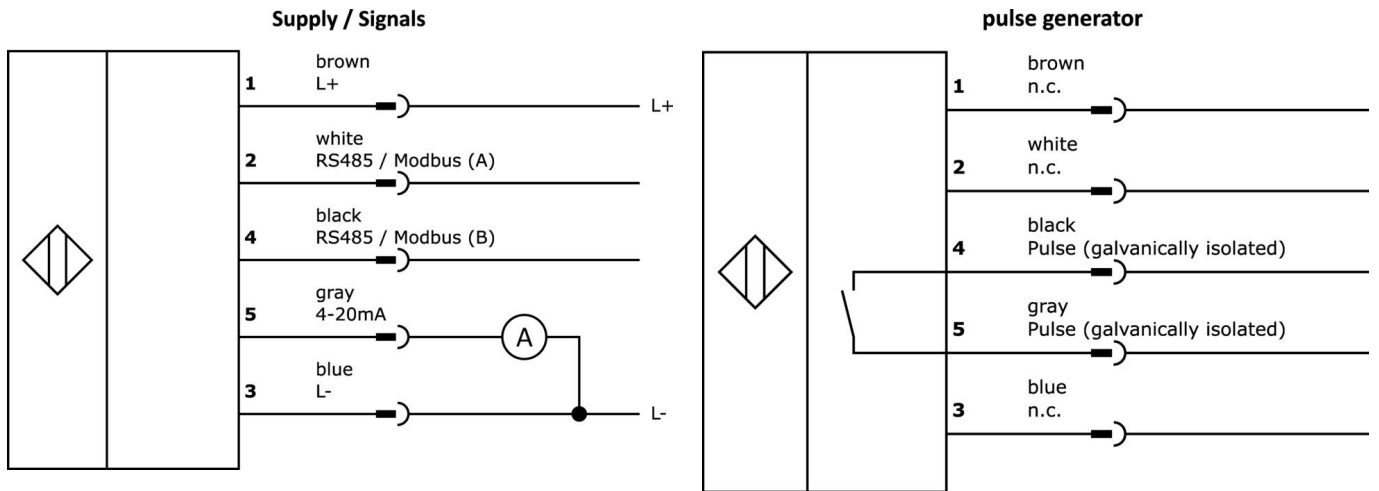 Supply / Signals
brown
1 L+
L+
white
2 RS485 / Modbus (A)
black
4 RS485 / Modbus (B)
gray
5 4-20mA
A
blue
3 L-
L-
pulse generator
brown
1 n.c.
white
2 n.c.
black
4 Pulse (galvanically isolated)
gray
5 Pulse (galvanically isolated)
blue
3 n.c.